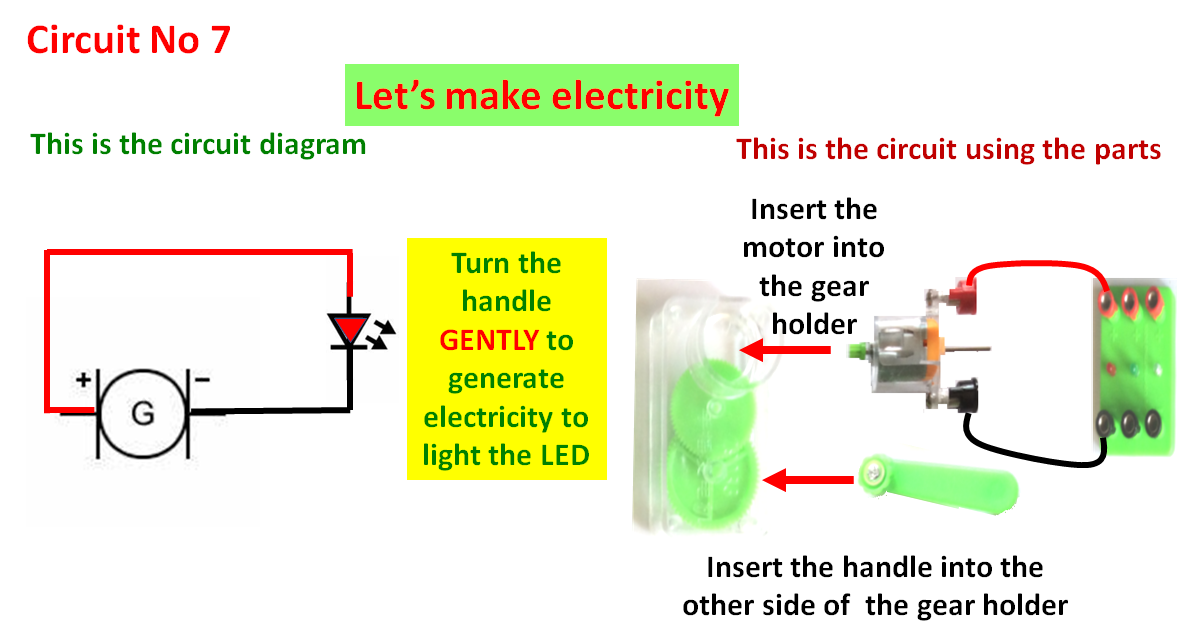 Circuit No 7
Let's make electricity
This is the circuit diagram
This is the circuit using the parts
Turn the
handle
GENTLY to
generate
electricity to
light the LED
+
G
−
Insert the
motor into
the gear
holder
Insert the handle into the
other side of  the gear holder